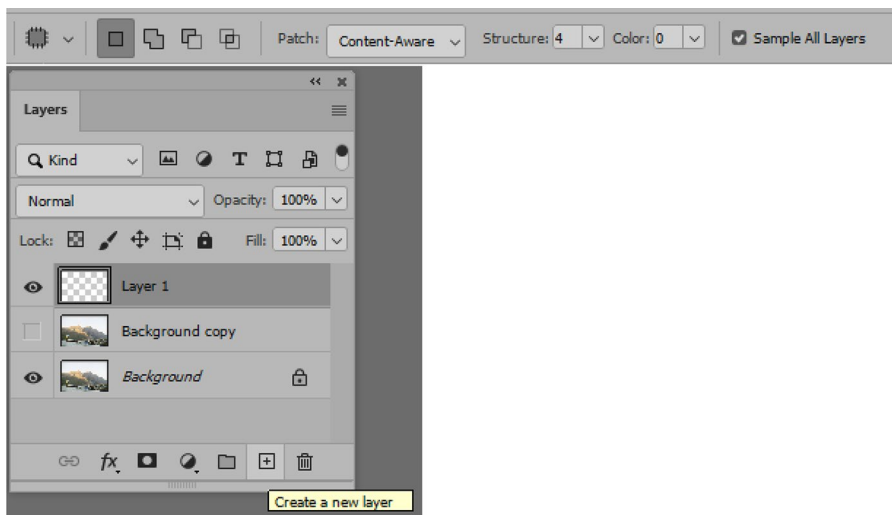 Patch: Content-Aware Structure: 4 Color: 0 Sample All Layers
Layers
Kind
Normal Opacity: 100%
Lock: Fill: 100%
Layer 1
Background copy
Background
fx
Create a new layer